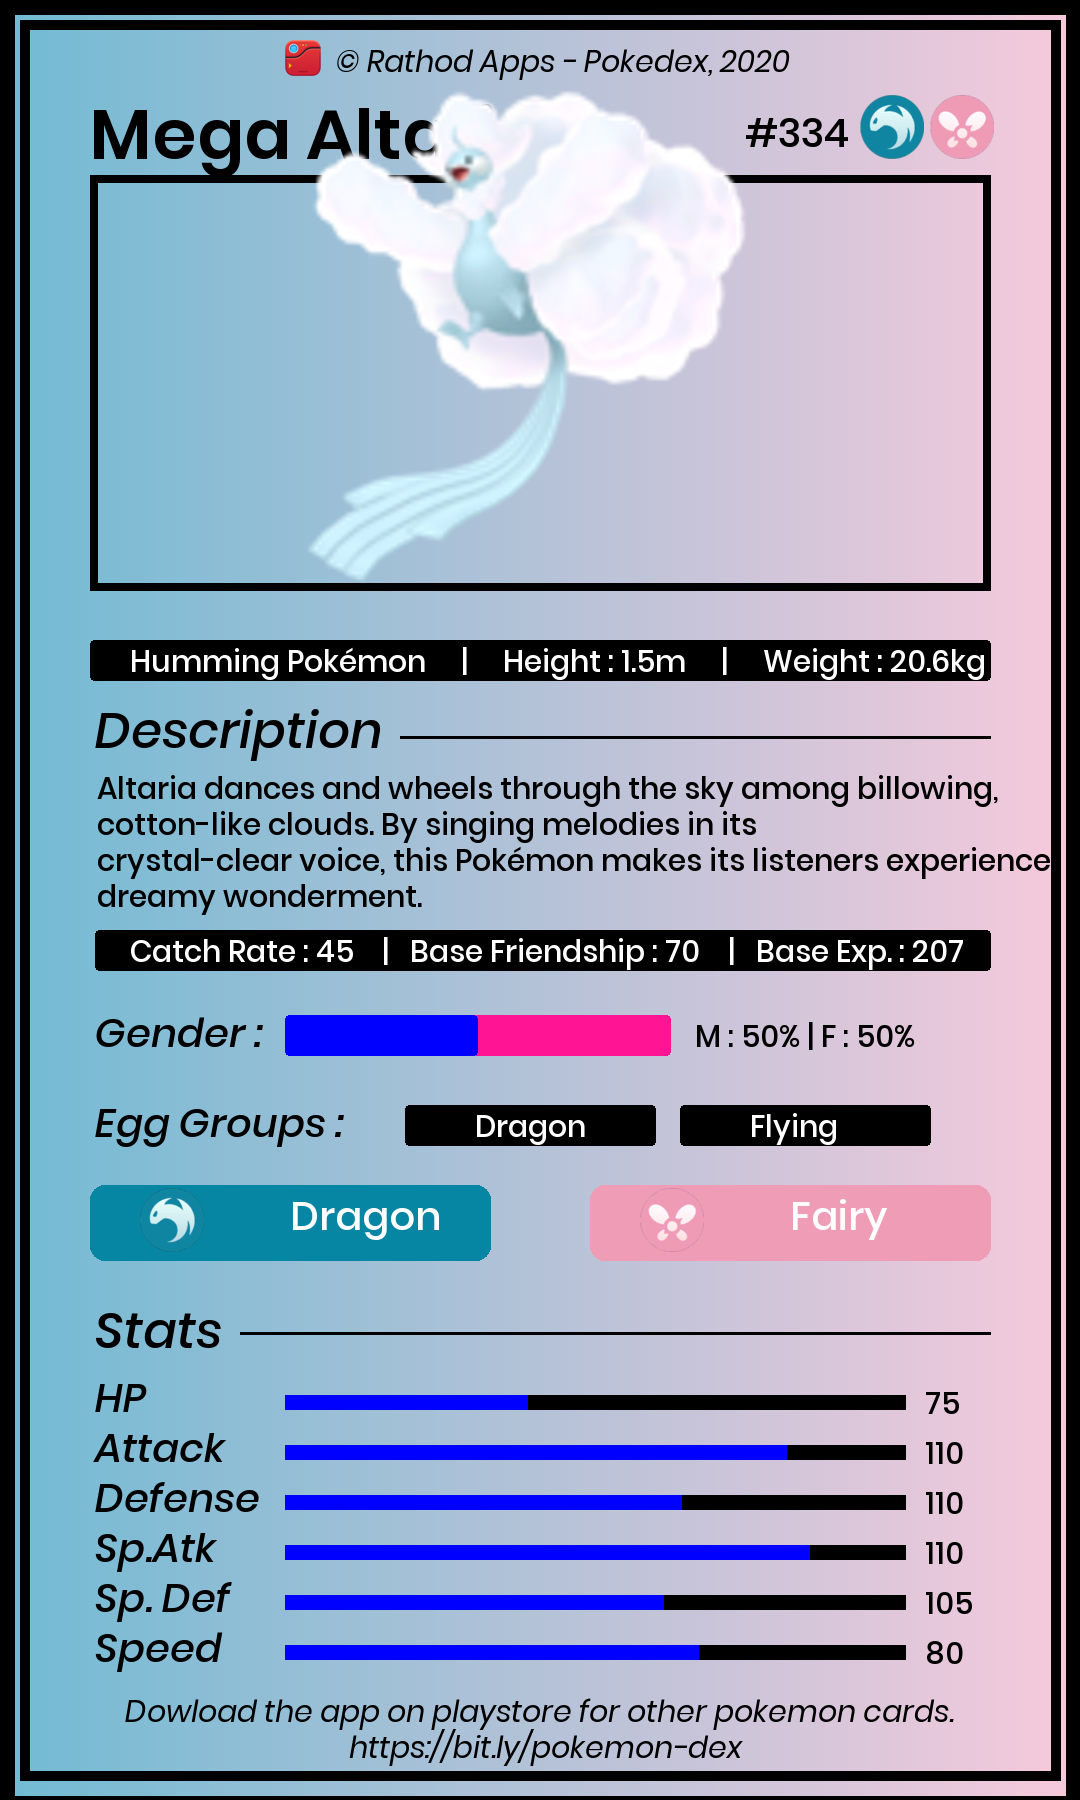 © Rathod Apps - Pokedex, 2020
Mega Alta
#334
Humming Pokémon | Height : 1.5m | Weight : 20.6kg
Description
Altaria dances and wheels through the sky among billowing,
cotton-like clouds. By singing melodies in its
crystal-clear voice, this Pokémon makes its listeners experience
dreamy wonderment.
Catch Rate : 45 | Base Friendship : 70 | Base Exp. : 207
Gender : M : 50% | F : 50%
Egg Groups : Dragon Flying
Dragon Fairy
Stats
HP 75
Attack 110
Defense 110
Sp.Atk 110
Sp. Def 105
Speed 80
Dowload the app on playstore for other pokemon cards.
https://bit.ly/pokemon-dex